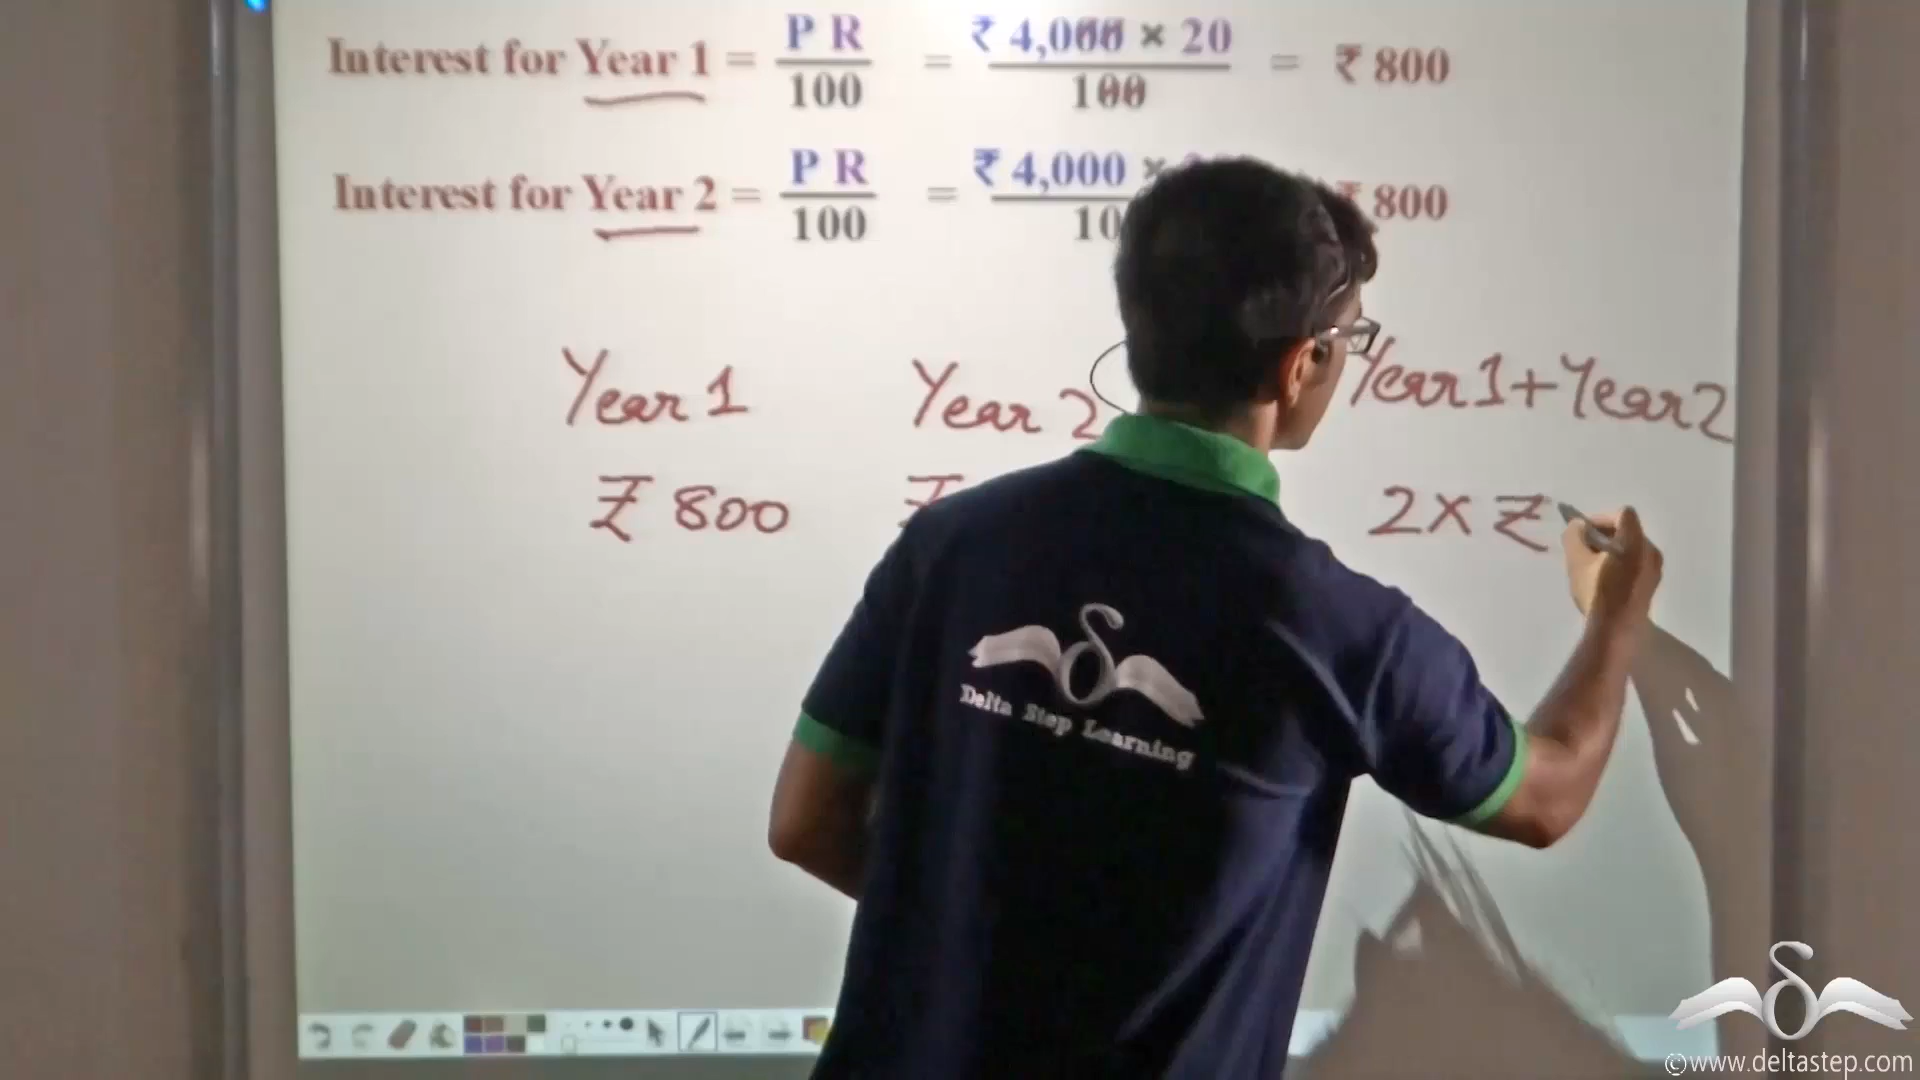 Interest for Year 1 = P R / 100 = ₹ 4,000 × 20 / 100 = ₹ 800
Interest for Year 2 = P R / 100 = ₹ 4,000 × 10 ₹ 800
Year 1 Year 2 Year 1 + Year 2
₹ 800 ₹ 2 × ₹
Delta Step Learning
©www.deltastep.com